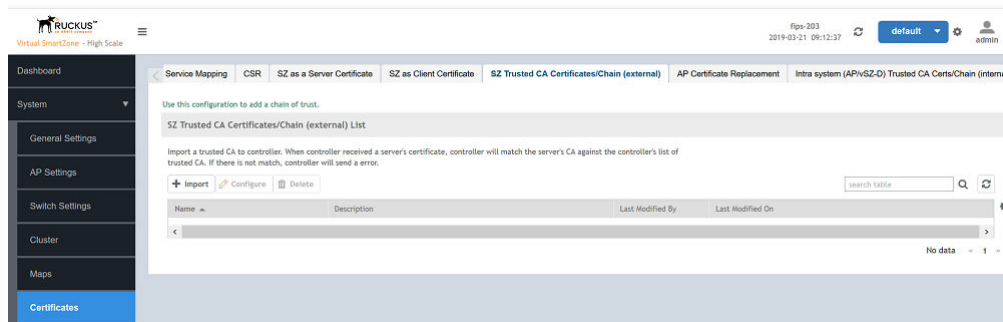 RUCKUS™
an ARRIS company
Virtual SmartZone - High Scale
fips-203
2019-03-21 09:12:37
default
admin
Dashboard
System
General Settings
AP Settings
Switch Settings
Cluster
Maps
Certificates
Service Mapping CSR SZ as a Server Certificate SZ as Client Certificate SZ Trusted CA Certificates/Chain (external) AP Certificate Replacement Intra system (AP/vSZ-D) Trusted CA Certs/Chain (interna
Use this configuration to add a chain of trust.
SZ Trusted CA Certificates/Chain (external) List
Import a trusted CA to controller. When controller received a server's certificate, controller will match the server's CA against the controller's list of
trusted CA. If there is not match, controller will send a error.
Import Configure Delete search table
Name Description Last Modified By Last Modified On
No data 1